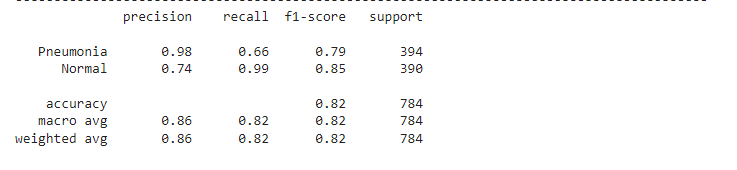 precision recall f1-score support
Pneumonia 0.98 0.66 0.79 394
Normal 0.74 0.99 0.85 390
accuracy 0.82 784
macro avg 0.86 0.82 0.82 784
weighted avg 0.86 0.82 0.82 784